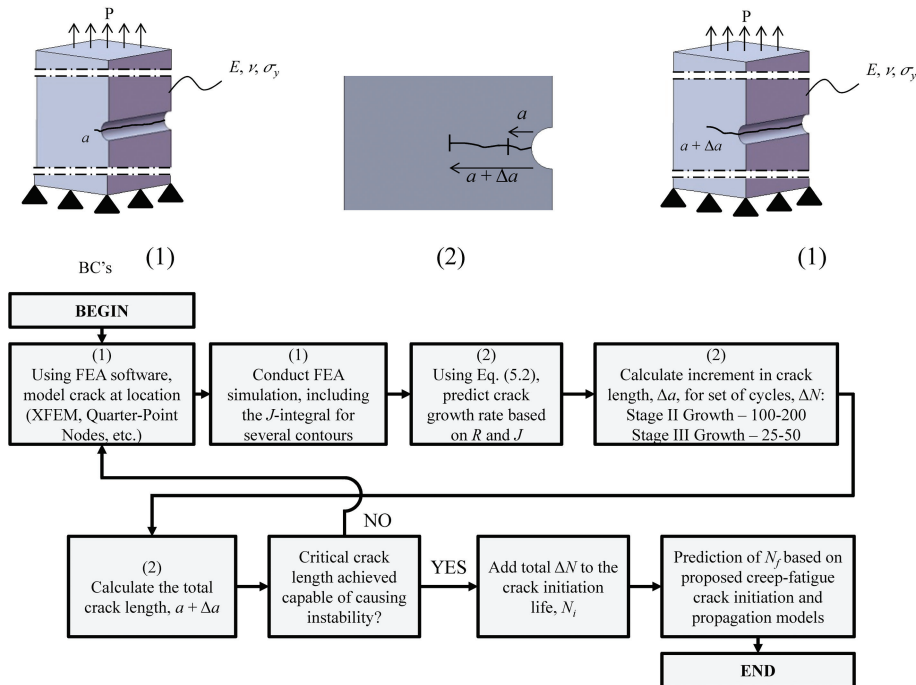 P
E, ν, σy
a
(1)
a
a + Δa
(2)
P
E, ν, σy
a + Δa
(1)
BC's
BEGIN
(1)
Using FEA software,
model crack at location
(XFEM, Quarter-Point
Nodes, etc.)
(1)
Conduct FEA
simulation, including
the J-integral for
several contours
(2)
Using Eq. (5.2),
predict crack
growth rate based
on R and J
(2)
Calculate increment in crack
length, Δa, for set of cycles, ΔN:
Stage II Growth – 100-200
Stage III Growth – 25-50
NO
(2)
Calculate the total
crack length, a + Δa
Critical crack
length achieved
capable of causing
instability?
YES
Add total ΔN to the
crack initiation
life, Ni
Prediction of Nf based on
proposed creep-fatigue
crack initiation and
propagation models
END